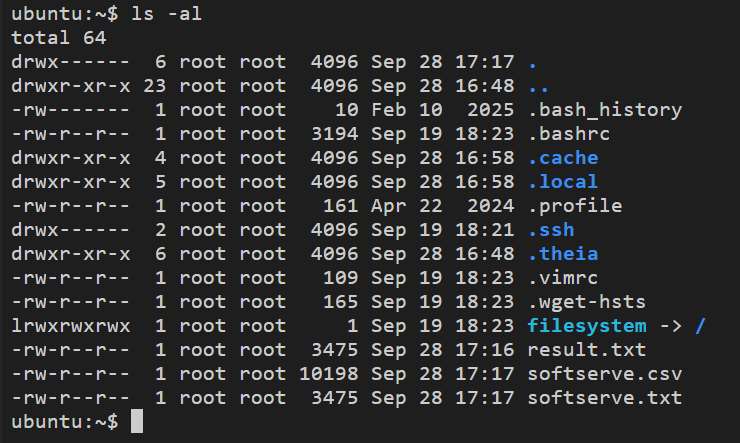 ubuntu:~$ ls -al
total 64
drwx------  6 root root  4096 Sep 28 17:17 .
drwxr-xr-x 23 root root  4096 Sep 28 16:48 ..
-rw-------  1 root root    10 Feb 10  2025 .bash_history
-rw-r--r--  1 root root  3194 Sep 19 18:23 .bashrc
drwxr-xr-x  4 root root  4096 Sep 28 16:58 .cache
drwxr-xr-x  5 root root  4096 Sep 28 16:58 .local
-rw-r--r--  1 root root   161 Apr 22  2024 .profile
drwx------  2 root root  4096 Sep 19 18:21 .ssh
drwxr-xr-x  6 root root  4096 Sep 28 16:48 .theia
-rw-r--r--  1 root root   109 Sep 19 18:23 .vimrc
-rw-r--r--  1 root root   165 Sep 19 18:23 .wget-hsts
lrwxrwxrwx  1 root root     1 Sep 19 18:23 filesystem -> /
-rw-r--r--  1 root root  3475 Sep 28 17:16 result.txt
-rw-r--r--  1 root root 10198 Sep 28 17:17 softserve.csv
-rw-r--r--  1 root root  3475 Sep 28 17:17 softserve.txt
ubuntu:~$